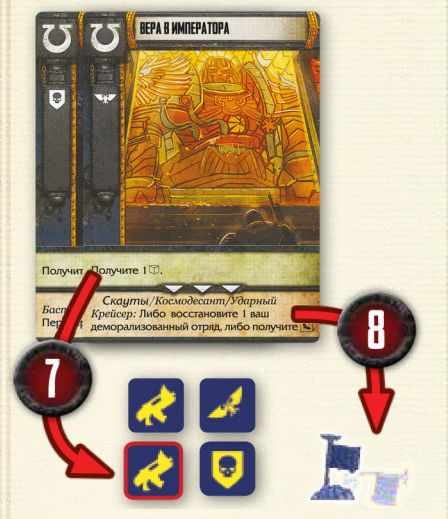 ВЕРА В ИМПЕРАТОРА
Получит
Получите 1
.
Скауты/Космодесант/Ударный
Крейсер: Либо восстановите 1 ваш
деморализованный отряд, либо получите
7
8